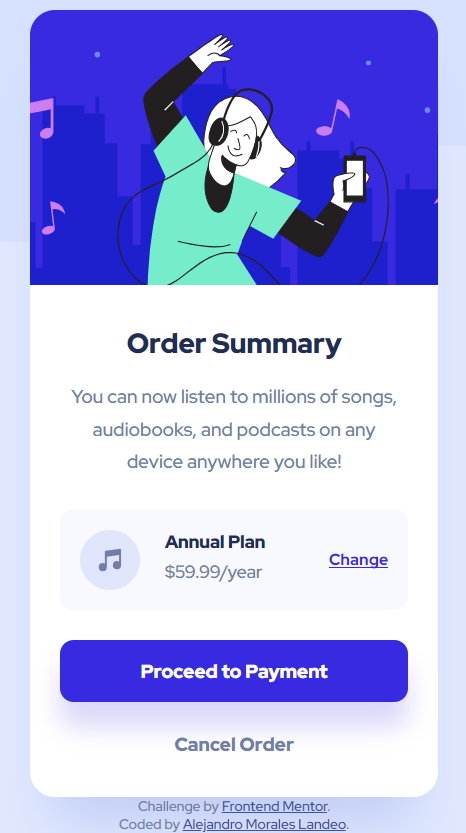 Order Summary
You can now listen to millions of songs,
audiobooks, and podcasts on any
device anywhere you like!
Annual Plan
$59.99/year
Change
Proceed to Payment
Cancel Order
Challenge by Frontend Mentor.
Coded by Alejandro Morales Landeo.